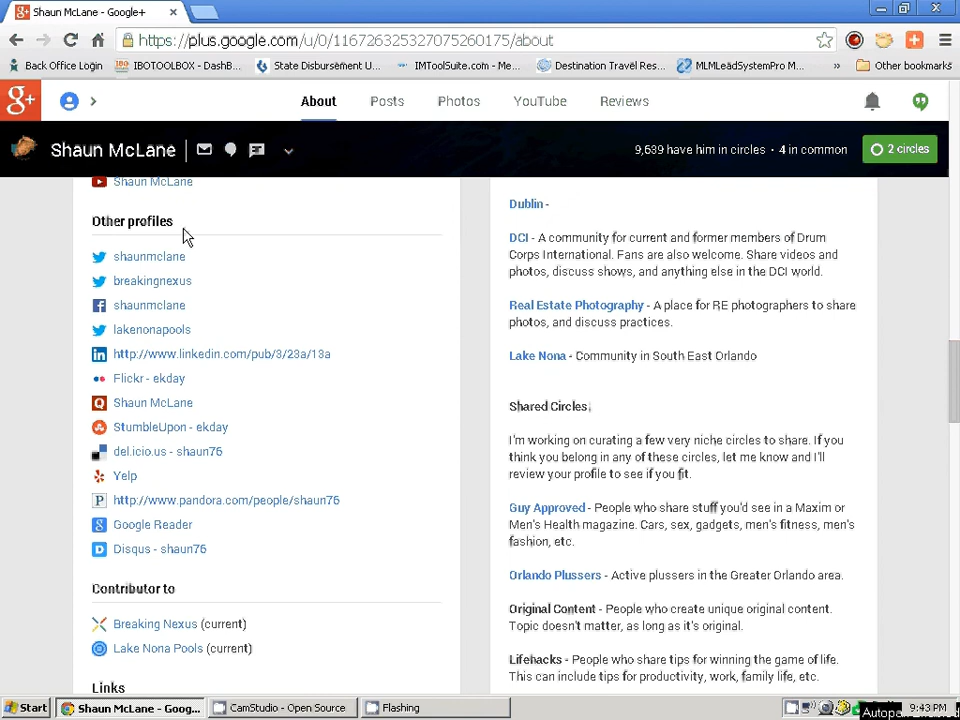 Shaun McLane - Google+
https://plus.google.com/u/0/116726325327075260175/about
Back Office Login
IBOTOOLBOX - DashB...
State Disbursement U...
IMToolSuite.com - Me...
Destination Travel Res...
MLMLeadSystemPro M...
»
Other bookmarks
g+
About
Posts
Photos
YouTube
Reviews
Shaun McLane
9,639 have him in circles • 4 in common
2 circles
Shaun McLane
Other profiles
shaunmclane
breakingnexus
shaunmclane
lakenonapools
http://www.linkedin.com/pub/3/23a/13a
Flickr - ekday
Shaun McLane
StumbleUpon - ekday
del.icio.us - shaun76
Yelp
http://www.pandora.com/people/shaun76
Google Reader
Disqus - shaun76
Contributor to
Breaking Nexus (current)
Lake Nona Pools (current)
Links
Dublin -
DCI - A community for current and former members of Drum
Corps International. Fans are also welcome. Share videos and
photos, discuss shows, and anything else in the DCI world.
Real Estate Photography - A place for RE photographers to share
photos, and discuss practices.
Lake Nona - Community in South East Orlando
Shared Circles
I'm working on curating a few very niche circles to share. If you
think you belong in any of these circles, let me know and I'll
review your profile to see if you fit.
Guy Approved - People who share stuff you'd see in a Maxim or
Men's Health magazine. Cars, sex, gadgets, men's fitness, men's
fashion, etc.
Orlando Plussers - Active plussers in the Greater Orlando area.
Original Content - People who create unique original content.
Topic doesn't matter, as long as it's original.
Lifehacks - People who share tips for winning the game of life.
This can include tips for productivity, work, family life, etc.
Start
Shaun McLane - Goog...
CamStudio - Open Source
Flashing
9:43 PM